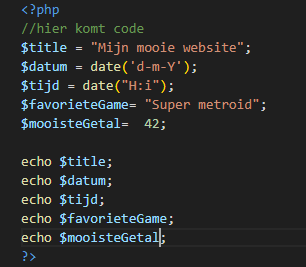 <?php
//hier komt code
$title = "Mijn mooie website";
$datum = date('d-m-Y');
$tijd = date("H:i");
$favorieteGame= "Super metroid";
$mooisteGetal=  42;

echo $title;
echo $datum;
echo $tijd;
echo $favorieteGame;
echo $mooisteGetal;
?>